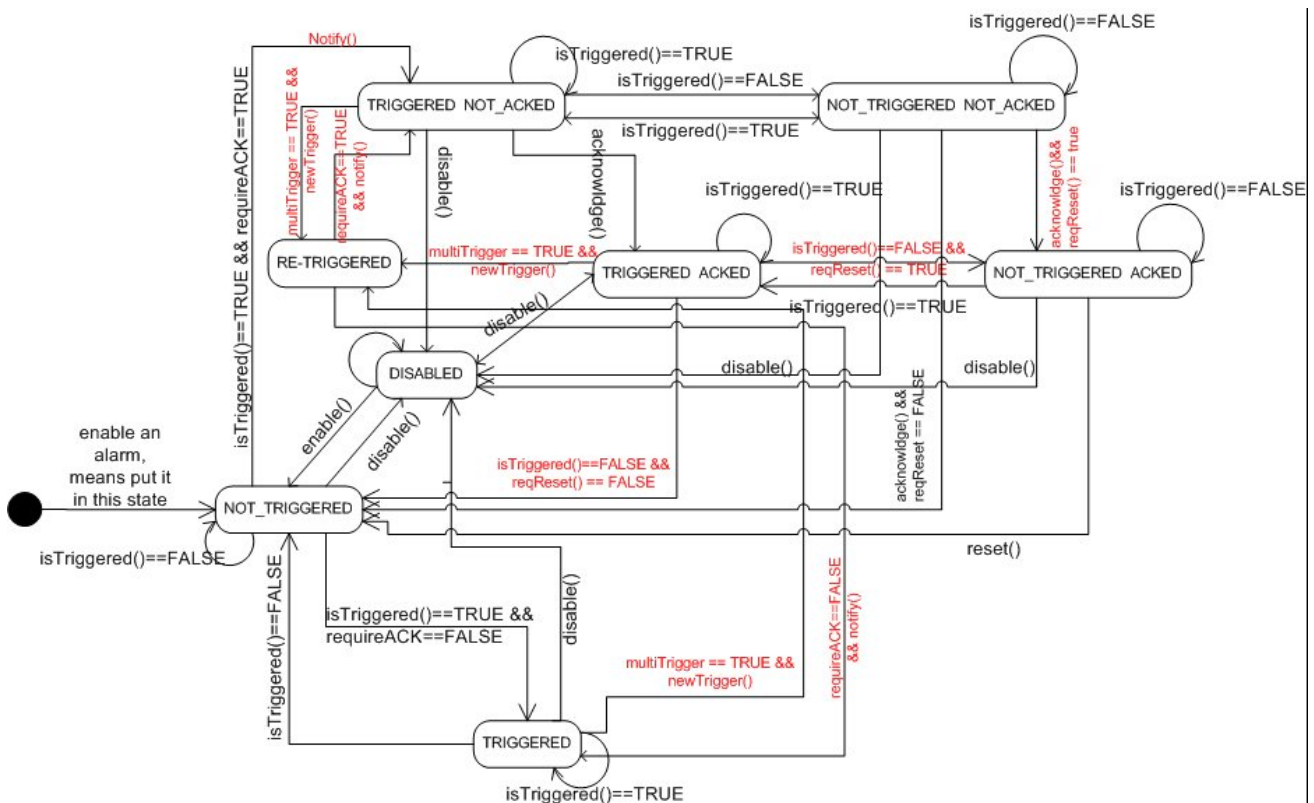 isTriggered()==FALSE
Notify()
isTriggered()==TRUE
isTriggered()==FALSE
TRIGGERED NOT_ACKED
NOT_TRIGGERED NOT_ACKED
isTriggered()==TRUE
multiTrigger == TRUE &&
newTrigger()
requireACK==TRUE
&& notify()
disable()
acknowldge()
acknowldge()&&
reqReset() == true
isTriggered()==TRUE
isTriggered()==FALSE
isTriggered()==TRUE && requireACK==TRUE
RE-TRIGGERED
multiTrigger == TRUE &&
newTrigger()
TRIGGERED ACKED
isTriggered()==FALSE &&
reqReset() == TRUE
NOT_TRIGGERED ACKED
isTriggered()==TRUE
disable()
DISABLED
disable()
disable()
enable()
disable()
acknowldge() &&
reqReset == FALSE
enable an
alarm,
means put it
in this state
isTriggered()==FALSE &&
reqReset() == FALSE
NOT_TRIGGERED
isTriggered()==FALSE
reset()
isTriggered()==FALSE
isTriggered()==TRUE &&
requireACK==FALSE
disable()
requireACK==FALSE
&& notify()
multiTrigger == TRUE &&
newTrigger()
TRIGGERED
isTriggered()==TRUE